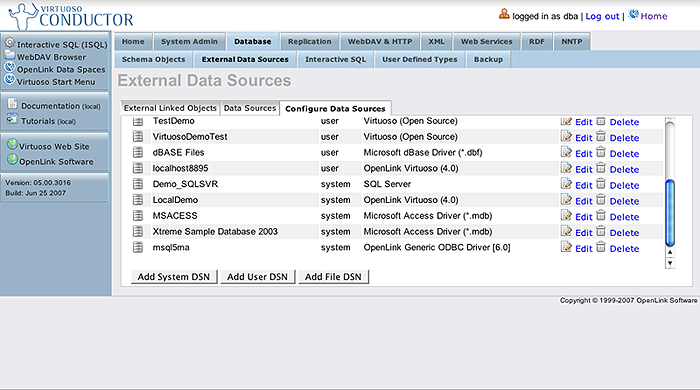 VIRTUOSO
CONDUCTOR
logged in as dba | Log out | Home
Interactive SQL (ISQL)
WebDAV Browser
OpenLink Data Spaces
Virtuoso Start Menu
Documentation (local)
Tutorials (local)
Virtuoso Web Site
OpenLink Software
Version: 05.00.3016
Build: Jun 25 2007
Home System Admin Database Replication WebDAV & HTTP XML Web Services RDF NNTP
Schema Objects External Data Sources Interactive SQL User Defined Types Backup
External Data Sources
External Linked Objects Data Sources Configure Data Sources
TestDemo user Virtuoso (Open Source) Edit Delete
VirtuosoDemoTest user Virtuoso (Open Source) Edit Delete
dBASE Files user Microsoft dBase Driver (*.dbf) Edit Delete
localhost8895 user OpenLink Virtuoso (4.0) Edit Delete
Demo_SQLSVR system SQL Server Edit Delete
LocalDemo system OpenLink Virtuoso (4.0) Edit Delete
MSACESS system Microsoft Access Driver (*.mdb) Edit Delete
Xtreme Sample Database 2003 system Microsoft Access Driver (*.mdb) Edit Delete
msql5ma system OpenLink Generic ODBC Driver [6.0] Edit Delete
Add System DSN Add User DSN Add File DSN
Copyright © 1999-2007 OpenLink Software